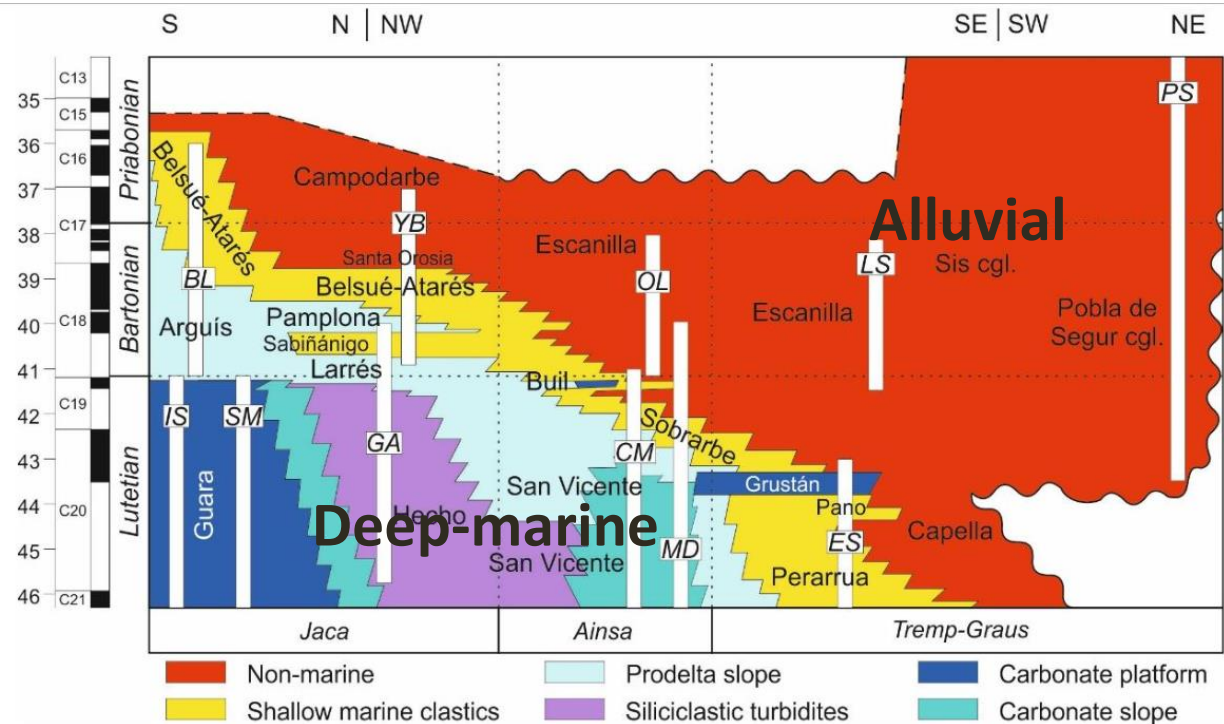 S N NW SE SW NE
C13
35
C15
36
C16
37
C17
38
39
C18
40
41
C19
42
43
C20
44
45
46
C21
Priabonian
Bartonian
Lutetian
Belsué-Atarés
Campodarbe
YB
Santa Orosia
Belsué-Atarés
BL
Arguís
Pamplona
Sabiñánigo
Larrés
IS
SM
GA
Guara
Hecho
Deep-marine
Escanilla
OL
Buil
Sobrarbe
CM
San Vicente
San Vicente
MD
Alluvial
LS
Sis cgl.
Escanilla
PS
Pobla de
Segur cgl.
Grustán
Pano
ES
Capella
Perarrua
Jaca Ainsa Tremp-Graus
Non-marine Prodelta slope Carbonate platform
Shallow marine clastics Siliciclastic turbidites Carbonate slope